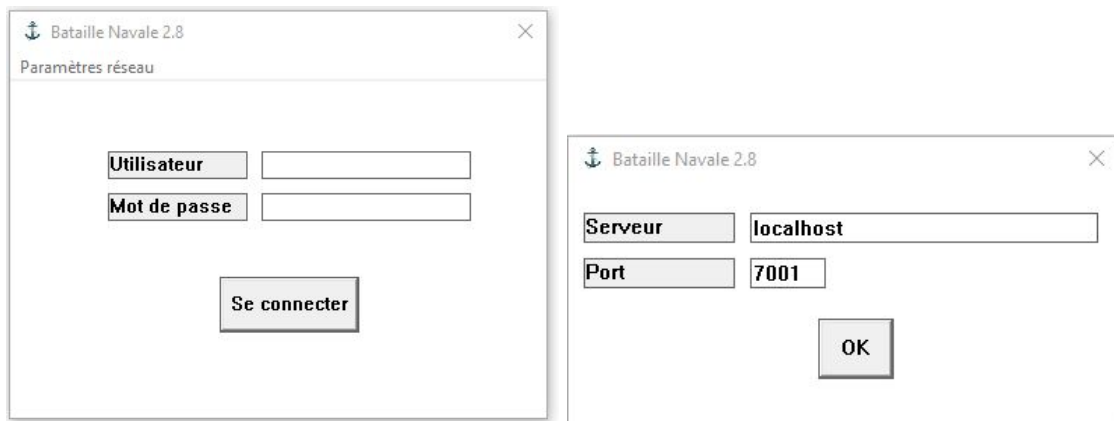 Bataille Navale 2.8
Paramètres réseau
Utilisateur
Mot de passe
Se connecter
Bataille Navale 2.8
Serveur localhost
Port 7001
OK